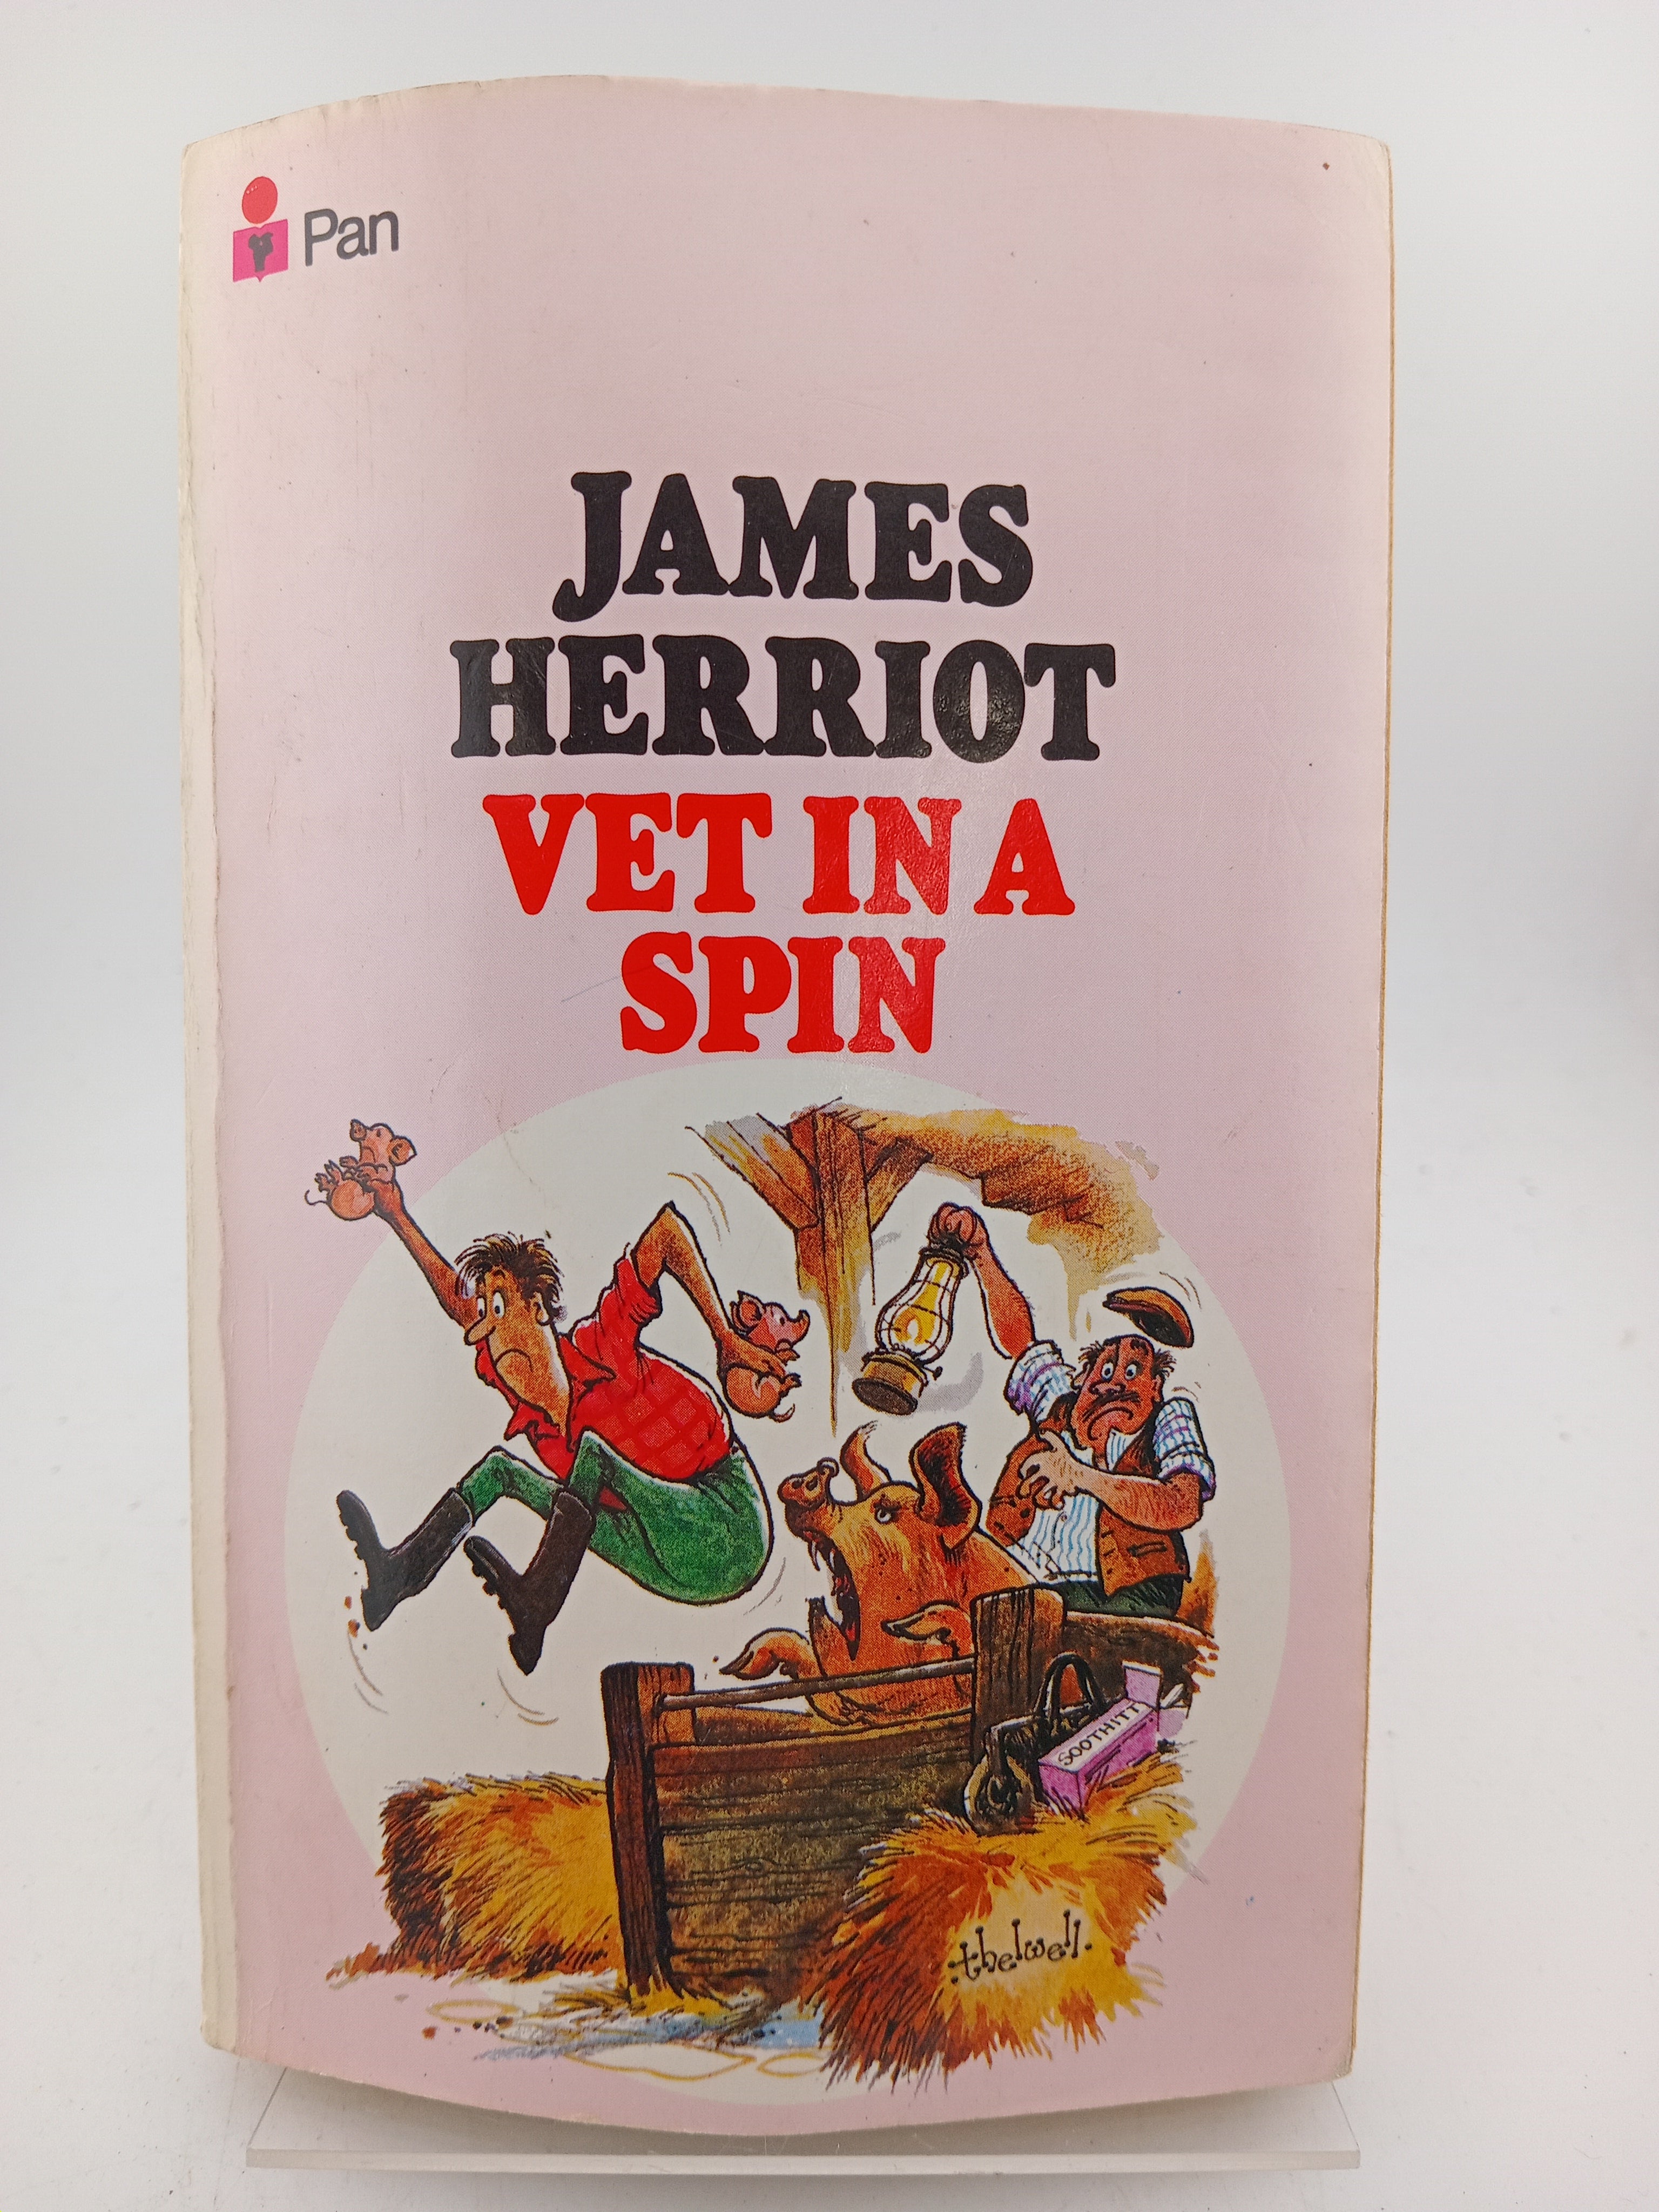 Pan
JAMES
HERRIOT
VET IN A
SPIN
SOOTHITT
thelwell.